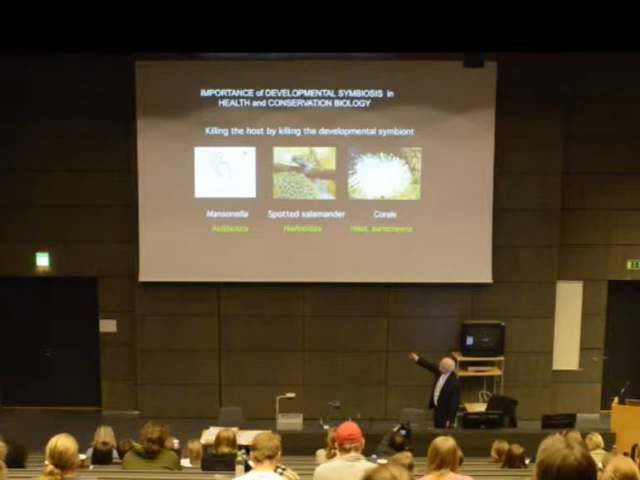 IMPORTANCE of DEVELOPMENTAL SYMBIOSIS in
HEALTH and CONSERVATION BIOLOGY
Killing the host by killing the developmental symbiont
Mansonella Spotted salamander Corals
Antibiotics Herbicides Heat, sunscreens